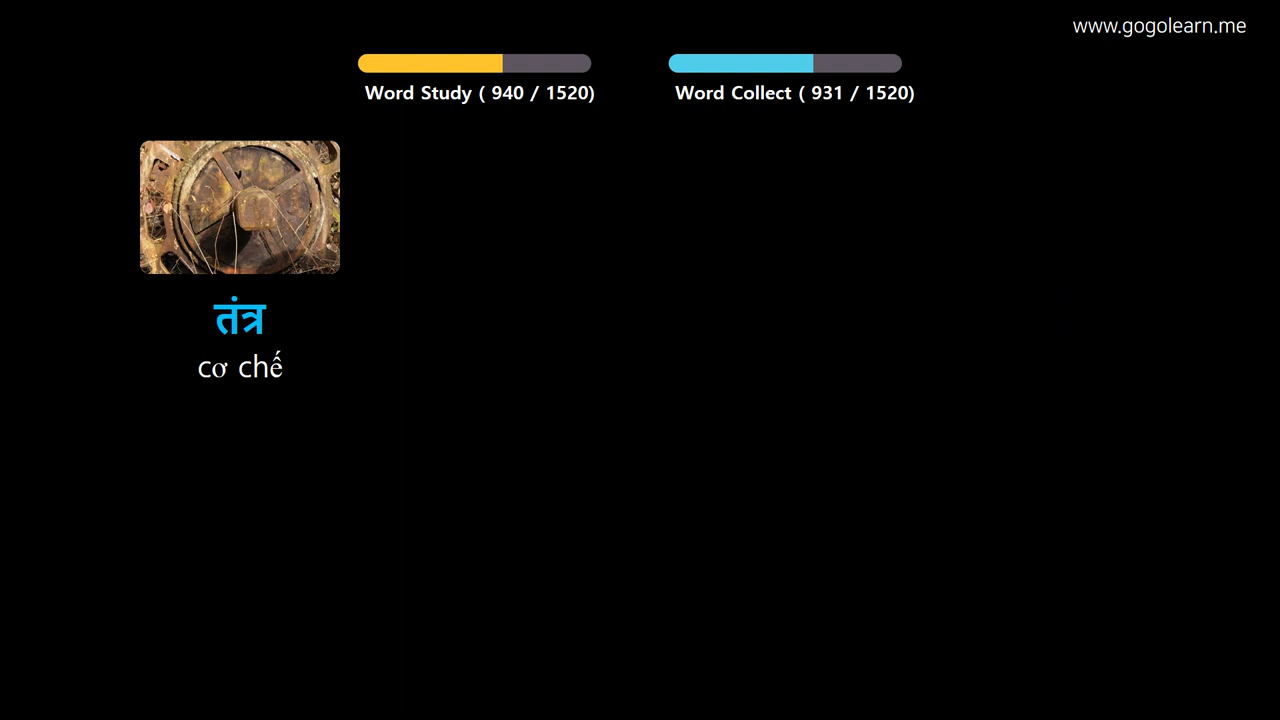 www.gogolearn.me
Word Study ( 940 / 1520)
Word Collect ( 931 / 1520)
तंत्र
cơ chế